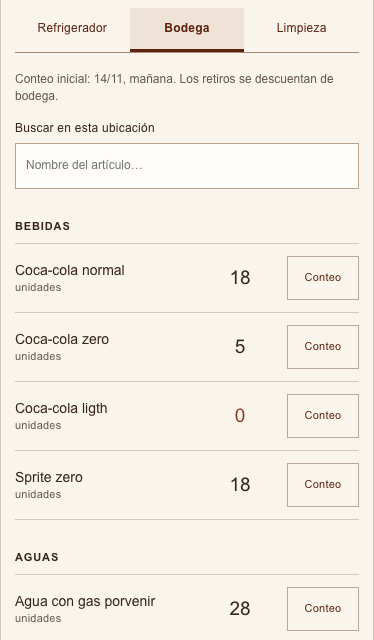 Refrigerador Bodega Limpieza
Conteo inicial: 14/11, mañana. Los retiros se descuentan de
bodega.
Buscar en esta ubicación
Nombre del artículo…
BEBIDAS
Coca-cola normal 18 Conteo
unidades
Coca-cola zero 5 Conteo
unidades
Coca-cola ligth 0 Conteo
unidades
Sprite zero 18 Conteo
unidades
AGUAS
Agua con gas porvenir 28 Conteo
unidades